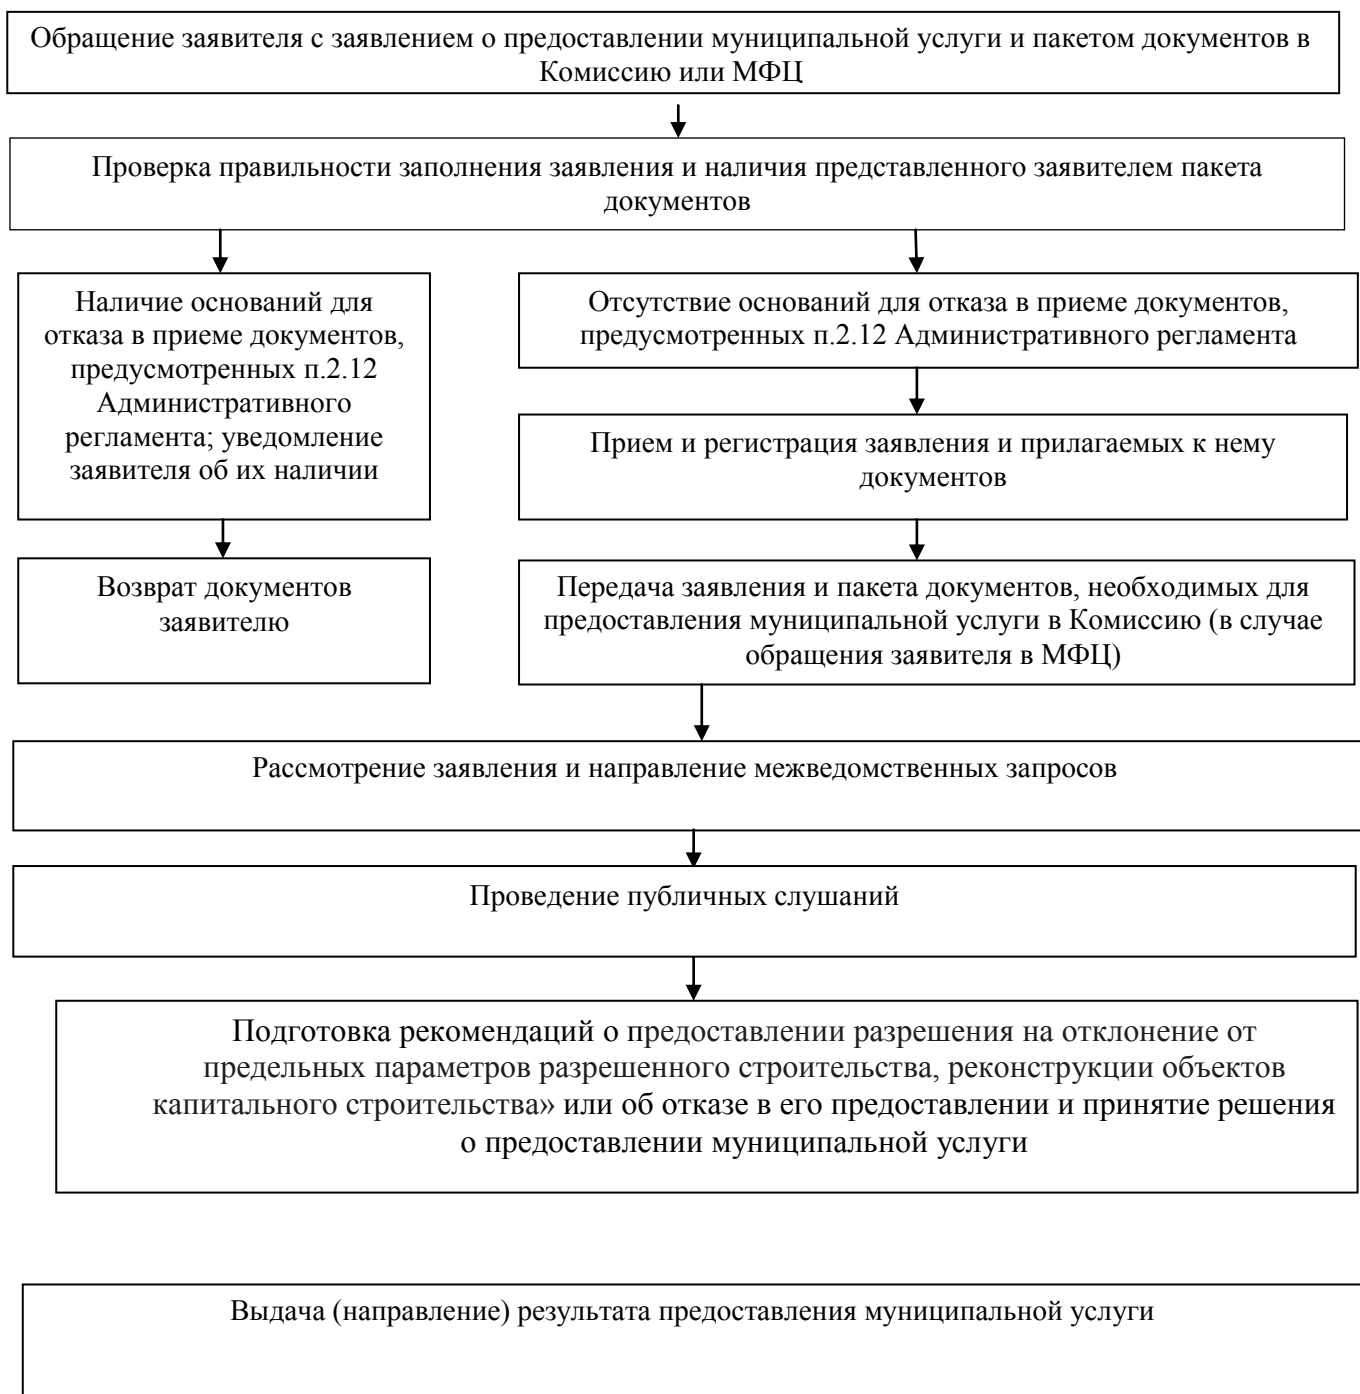 Обращение заявителя с заявлением о предоставлении муниципальной услуги и пакетом документов в
Комиссию или МФЦ
Проверка правильности заполнения заявления и наличия представленного заявителем пакета
документов
Наличие оснований для
отказа в приеме документов,
предусмотренных п.2.12
Административного
регламента; уведомление
заявителя об их наличии
Отсутствие оснований для отказа в приеме документов,
предусмотренных п.2.12 Административного регламента
Прием и регистрация заявления и прилагаемых к нему
документов
Возврат документов
заявителю
Передача заявления и пакета документов, необходимых для
предоставления муниципальной услуги в Комиссию (в случае
обращения заявителя в МФЦ)
Рассмотрение заявления и направление межведомственных запросов
Проведение публичных слушаний
Подготовка рекомендаций о предоставлении разрешения на отклонение от
предельных параметров разрешенного строительства, реконструкции объектов
капитального строительства» или об отказе в его предоставлении и принятие решения
о предоставлении муниципальной услуги
Выдача (направление) результата предоставления муниципальной услуги